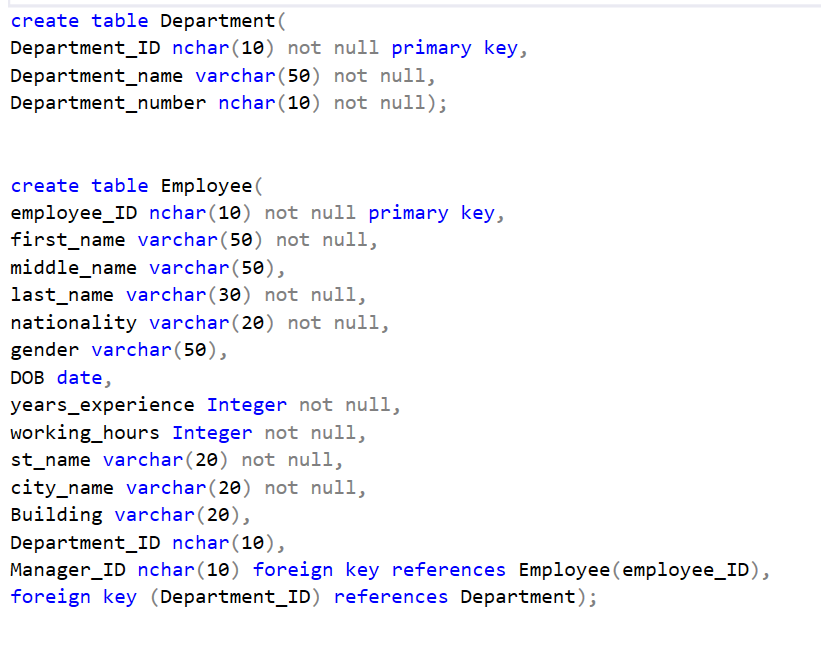 create table Department(
Department_ID nchar(10) not null primary key,
Department_name varchar(50) not null,
Department_number nchar(10) not null);
create table Employee(
employee_ID nchar(10) not null primary key,
first_name varchar(50) not null,
middle_name varchar(50),
last_name varchar(30) not null,
nationality varchar(20) not null,
gender varchar(50),
DOB date,
years_experience Integer not null,
working_hours Integer not null,
st_name varchar(20) not null,
city_name varchar(20) not null,
Building varchar(20),
Department_ID nchar(10),
Manager_ID nchar(10) foreign key references Employee(employee_ID),
foreign key (Department_ID) references Department);